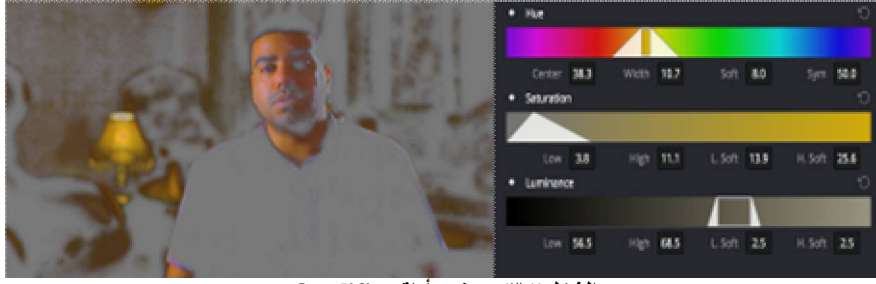 Hue
Center 38.3 Width 10.7 Soft 8.0 Sym 50.0
Saturation
Low 3.8 High 11.1 L. Soft 13.9 H. Soft 25.6
Luminance
Low 56.5 High 68.5 L. Soft 2.5 H. Soft 2.5